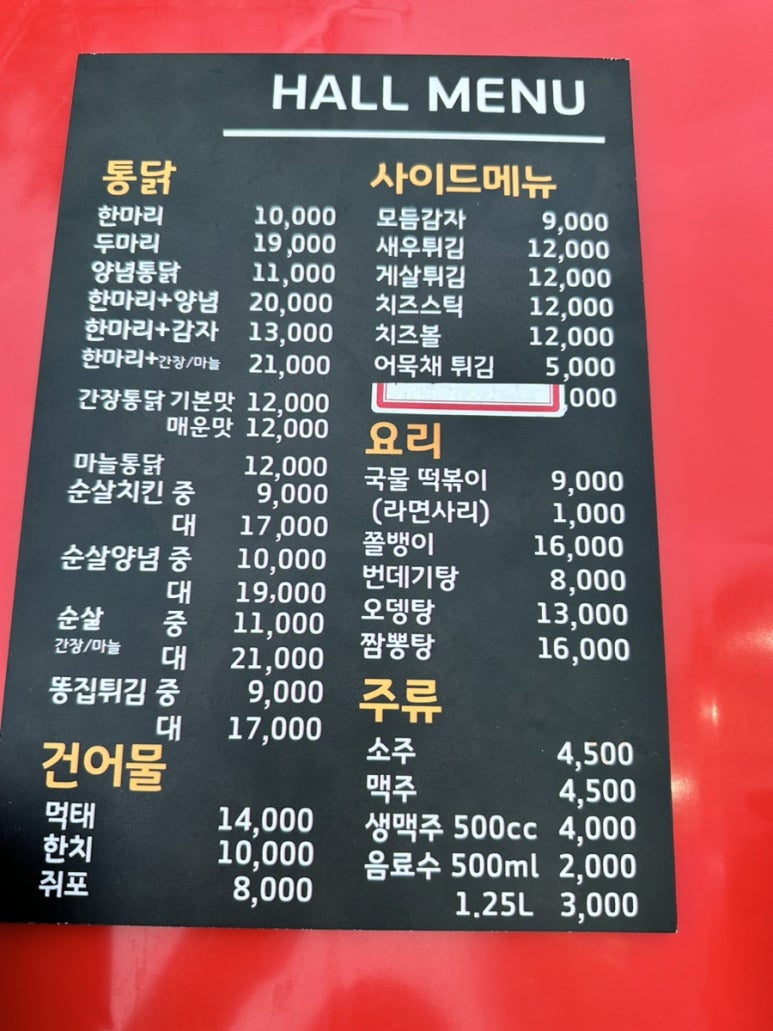 HALL MENU
통닭
한마리 10,000
두마리 19,000
양념통닭 11,000
한마리+양념 20,000
한마리+감자 13,000
한마리+간장/마늘 21,000
간장통닭 기본맛 12,000
매운맛 12,000
마늘통닭 12,000
순살치킨 중 9,000
대 17,000
순살양념 중 10,000
대 19,000
순살 중 11,000
간장/마늘 대 21,000
똥집튀김 중 9,000
대 17,000
건어물
먹태 14,000
한치 10,000
쥐포 8,000
사이드메뉴
모듬감자 9,000
새우튀김 12,000
게살튀김 12,000
치즈스틱 12,000
치즈볼 12,000
어묵채 튀김 5,000
,000
요리
국물 떡볶이 9,000
(라면사리) 1,000
쫄뱅이 16,000
번데기탕 8,000
오뎅탕 13,000
짬뽕탕 16,000
주류
소주 4,500
맥주 4,500
생맥주 500cc 4,000
음료수 500ml 2,000
1.25L 3,000